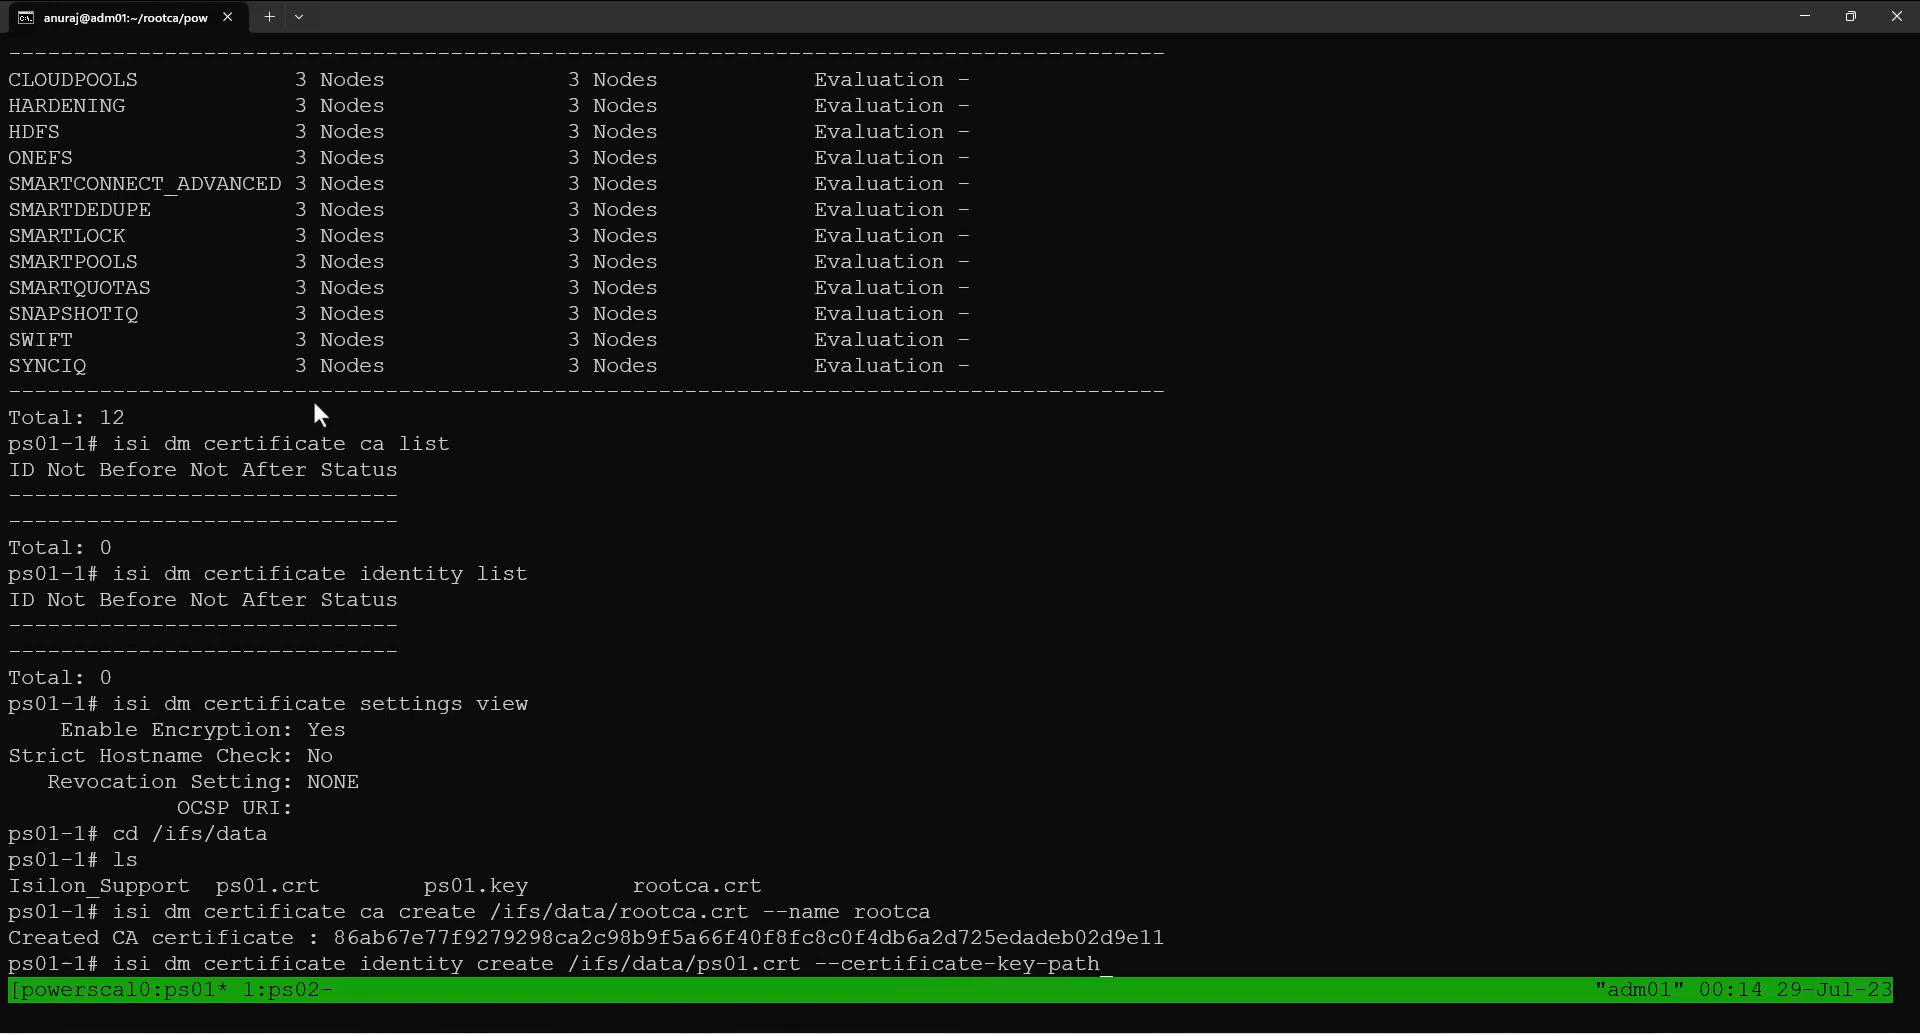 anuraj@adm01:~/rootca/pow
-----------------------------------------------------------------------------------------
CLOUDPOOLS            3 Nodes              3 Nodes            Evaluation -
HARDENING             3 Nodes              3 Nodes            Evaluation -
HDFS                  3 Nodes              3 Nodes            Evaluation -
ONEFS                 3 Nodes              3 Nodes            Evaluation -
SMARTCONNECT_ADVANCED 3 Nodes              3 Nodes            Evaluation -
SMARTDEDUPE           3 Nodes              3 Nodes            Evaluation -
SMARTLOCK             3 Nodes              3 Nodes            Evaluation -
SMARTPOOLS            3 Nodes              3 Nodes            Evaluation -
SMARTQUOTAS           3 Nodes              3 Nodes            Evaluation -
SNAPSHOTIQ            3 Nodes              3 Nodes            Evaluation -
SWIFT                 3 Nodes              3 Nodes            Evaluation -
SYNCIQ                3 Nodes              3 Nodes            Evaluation -
-----------------------------------------------------------------------------------------
Total: 12
ps01-1# isi dm certificate ca list
ID Not Before Not After Status
------------------------------
------------------------------
Total: 0
ps01-1# isi dm certificate identity list
ID Not Before Not After Status
------------------------------
------------------------------
Total: 0
ps01-1# isi dm certificate settings view
    Enable Encryption: Yes
Strict Hostname Check: No
   Revocation Setting: NONE
             OCSP URI:
ps01-1# cd /ifs/data
ps01-1# ls
Isilon_Support  ps01.crt        ps01.key        rootca.crt
ps01-1# isi dm certificate ca create /ifs/data/rootca.crt --name rootca
Created CA certificate : 86ab67e77f9279298ca2c98b9f5a66f40f8fc8c0f4db6a2d725edadeb02d9e11
ps01-1# isi dm certificate identity create /ifs/data/ps01.crt --certificate-key-path_
[powerscal0:ps01* 1:ps02- "adm01" 00:14 29-Jul-23